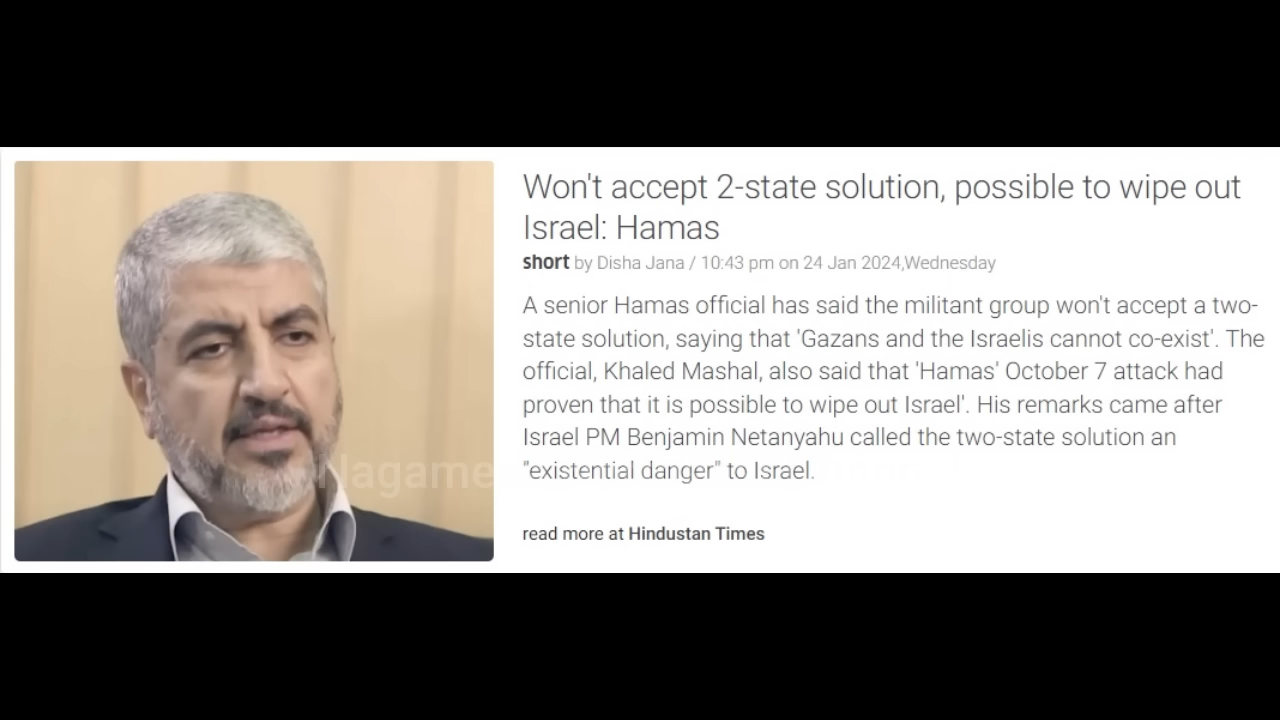 Won't accept 2-state solution, possible to wipe out
Israel: Hamas
short by Disha Jana / 10:43 pm on 24 Jan 2024,Wednesday
A senior Hamas official has said the militant group won't accept a two-
state solution, saying that 'Gazans and the Israelis cannot co-exist'. The
official, Khaled Mashal, also said that 'Hamas' October 7 attack had
proven that it is possible to wipe out Israel'. His remarks came after
Israel PM Benjamin Netanyahu called the two-state solution an
"existential danger" to Israel.
read more at Hindustan Times